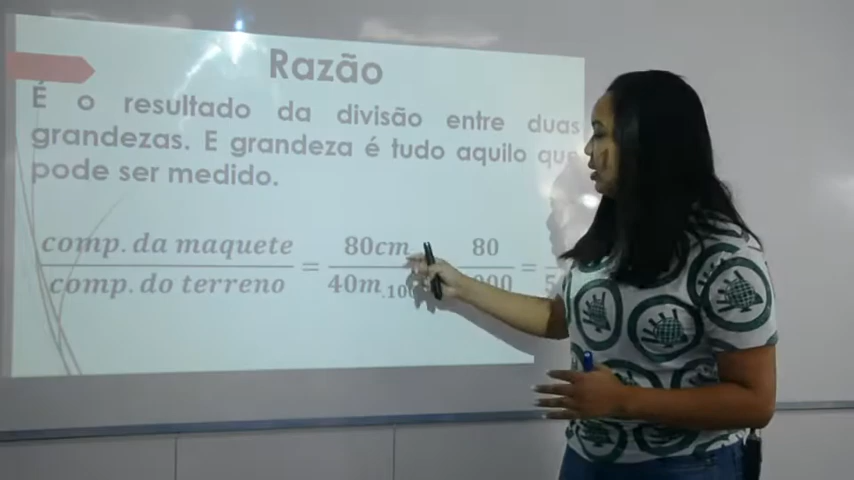 Razão
É o resultado da divisão entre duas
grandezas. E grandeza é tudo aquilo que
pode ser medido.
comp. da maquete / comp. do terreno = 80cm / 40m.100 = 80 / 000 =